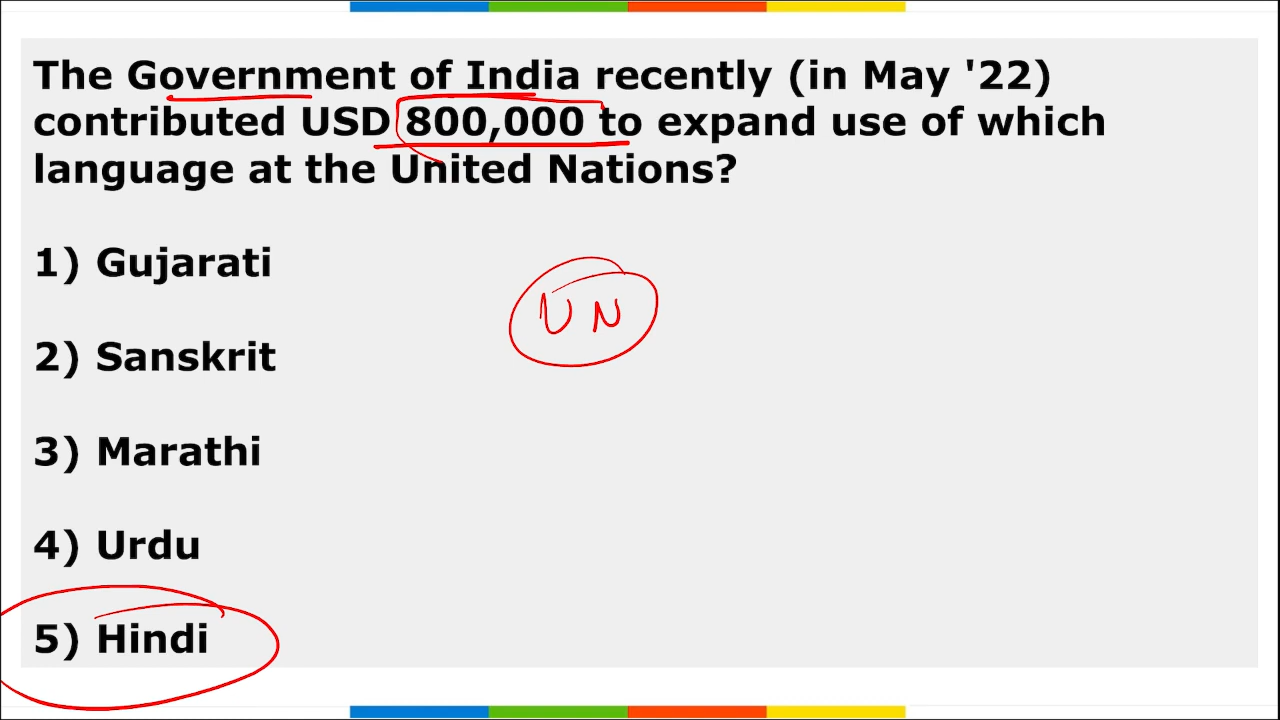 The Government of India recently (in May '22)
contributed USD 800,000 to expand use of which
language at the United Nations?
1) Gujarati
UN
2) Sanskrit
3) Marathi
4) Urdu
5) Hindi